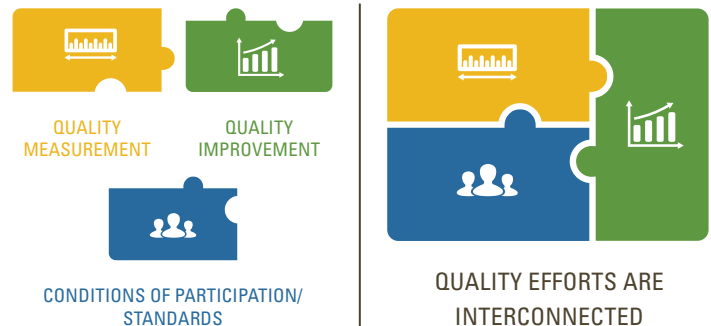 QUALITY
MEASUREMENT
QUALITY
IMPROVEMENT
CONDITIONS OF PARTICIPATION/
STANDARDS
QUALITY EFFORTS ARE
INTERCONNECTED